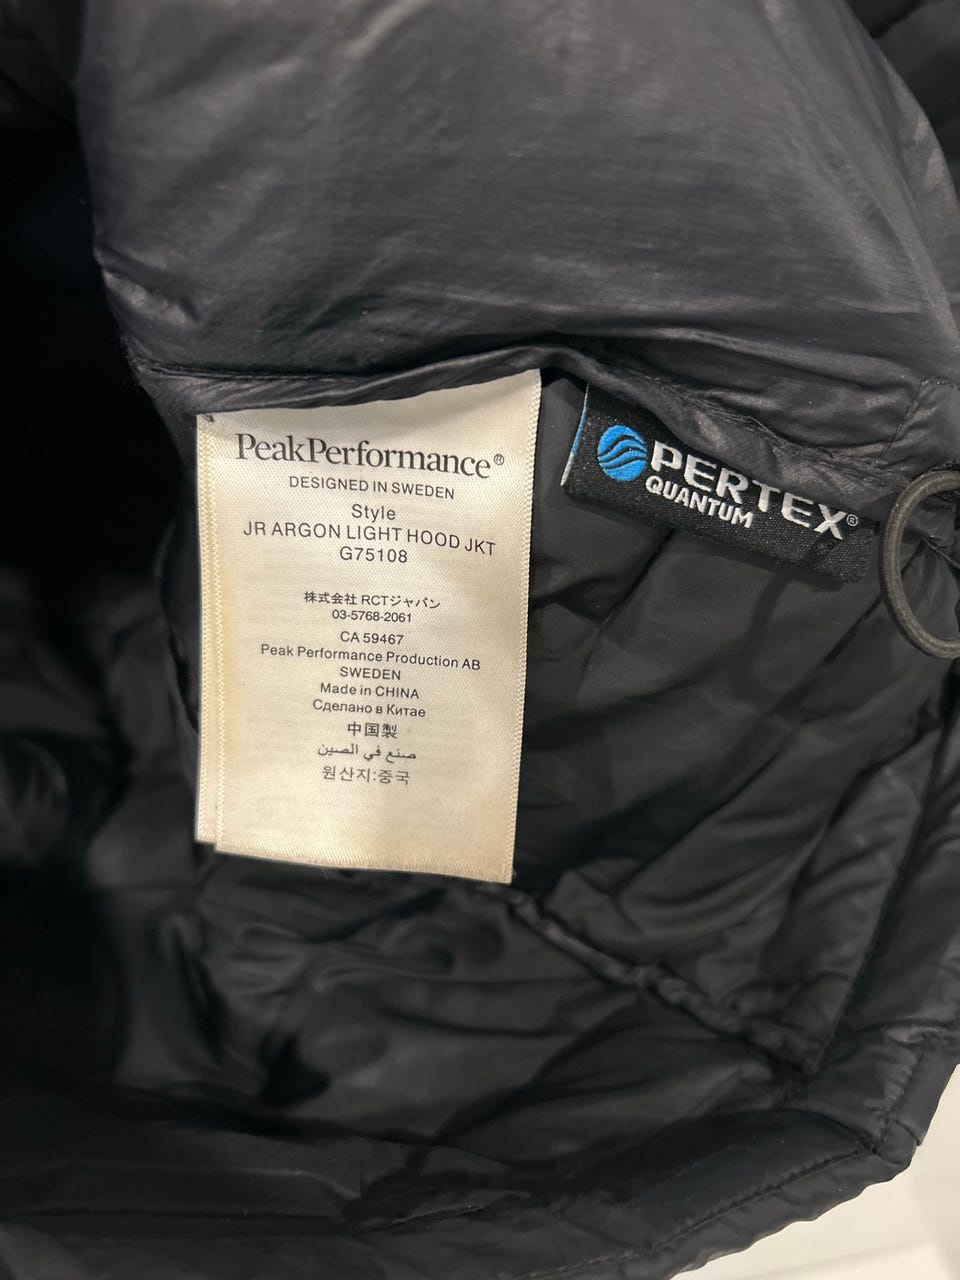 PeakPerformance®
DESIGNED IN SWEDEN
Style
JR ARGON LIGHT HOOD JKT
G75108
株式会社 RCTジャパン
03-5768-2061
CA 59467
Peak Performance Production AB
SWEDEN
Made in CHINA
Сделано в Китае
中国製
صنع في الصين
원산지:중국
PERTEX®
QUANTUM